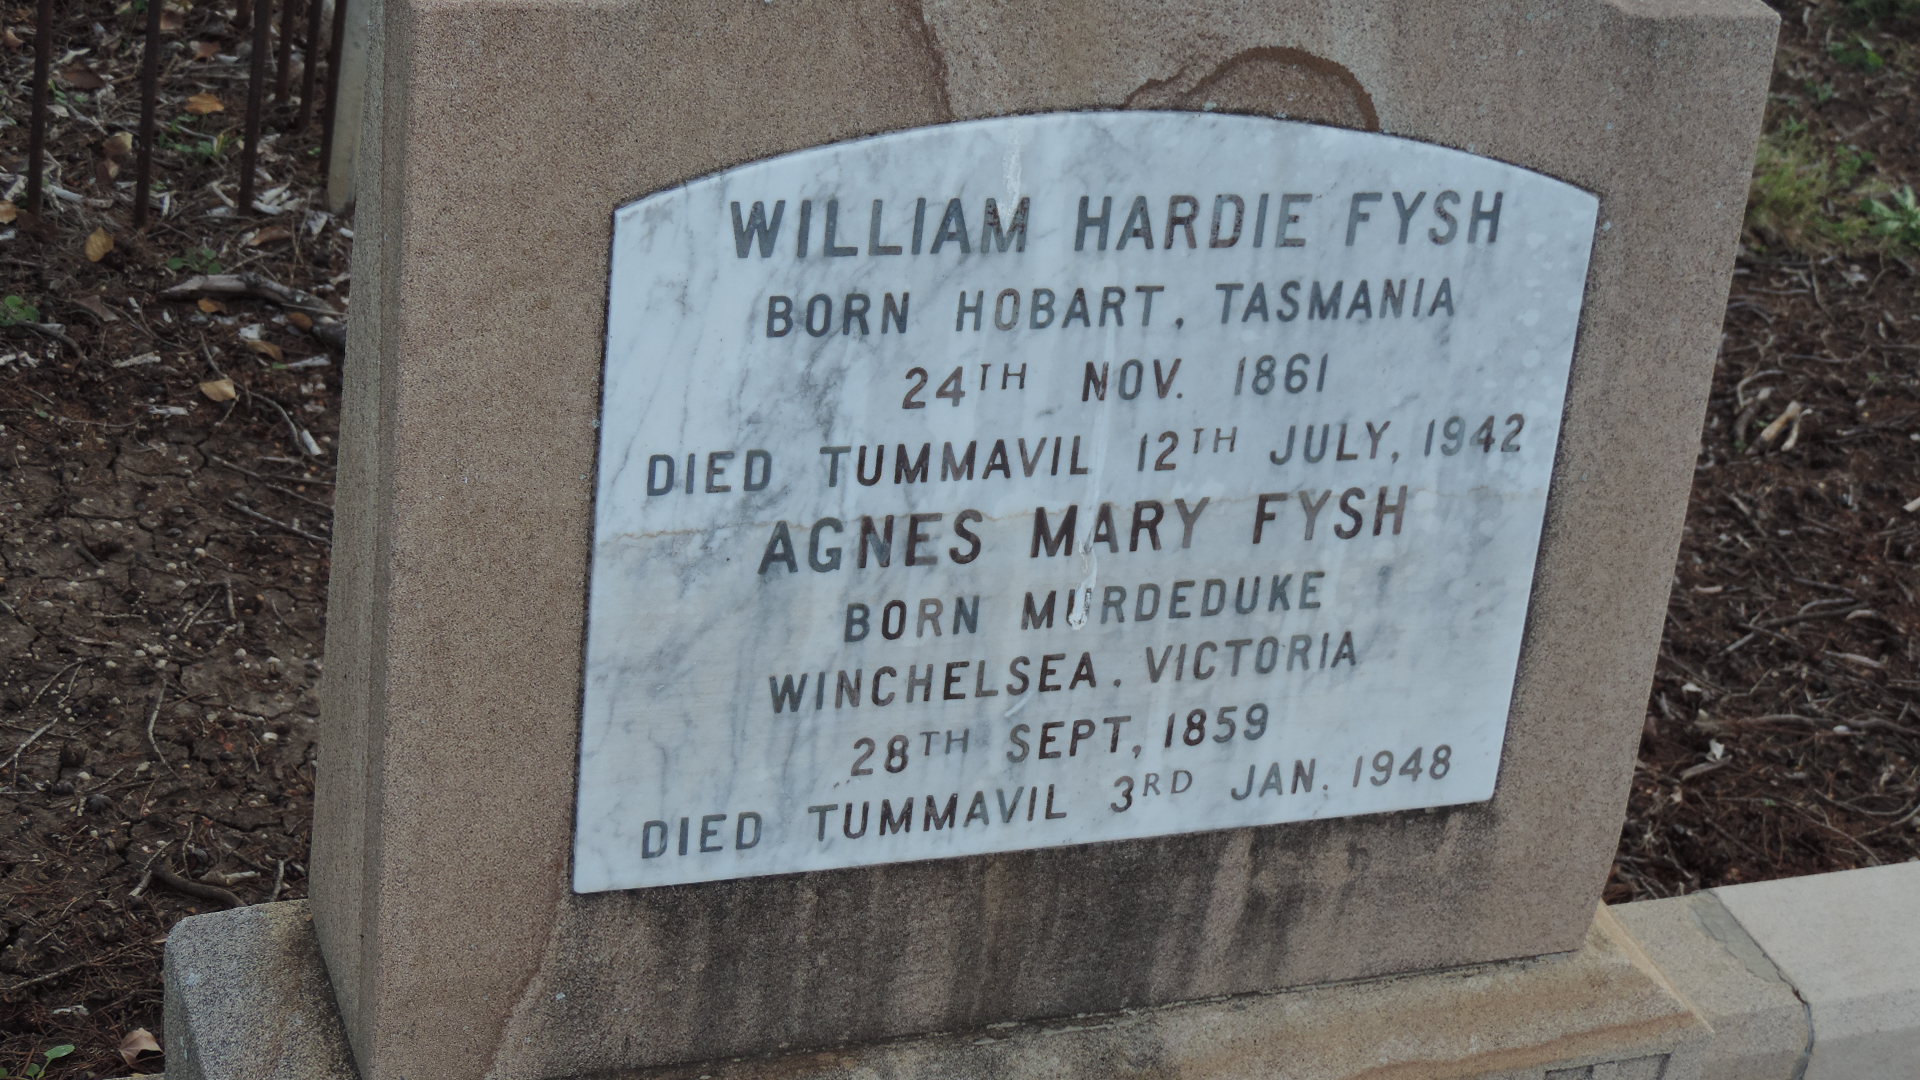 WILLIAM HARDIE FYSH
BORN HOBART, TASMANIA
24TH NOV. 1861
DIED TUMMAVIL 12TH JULY, 1942
AGNES MARY FYSH
BORN MURDEDUKE
WINCHELSEA, VICTORIA
28TH SEPT, 1859
DIED TUMMAVIL 3RD JAN. 1948